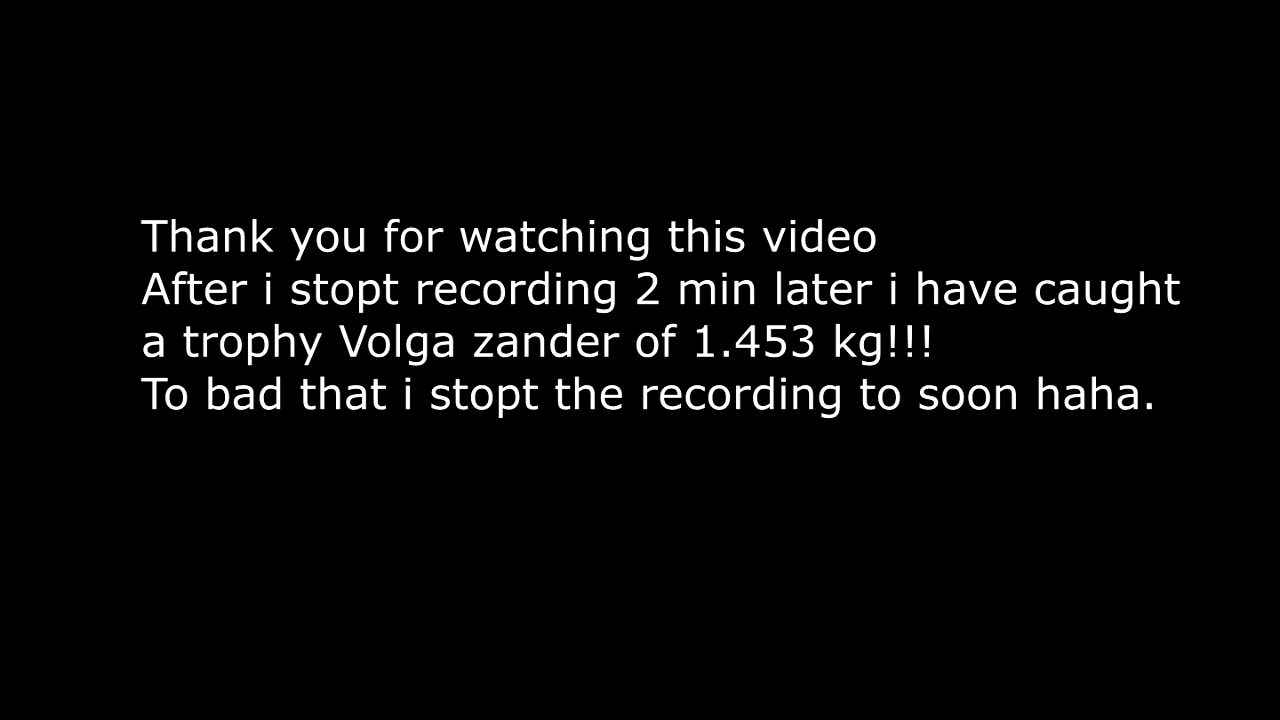 Thank you for watching this video
After i stopt recording 2 min later i have caught
a trophy Volga zander of 1.453 kg!!!
To bad that i stopt the recording to soon haha.